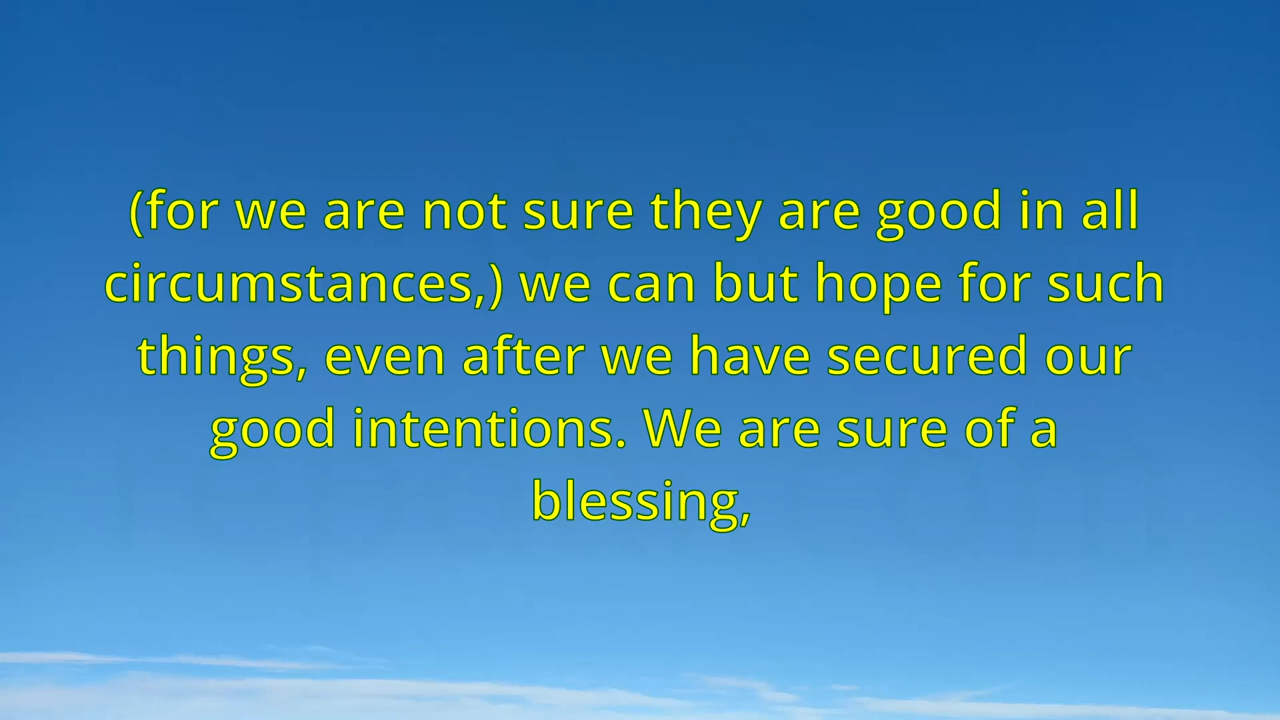 (for we are not sure they are good in all
circumstances,) we can but hope for such
things, even after we have secured our
good intentions. We are sure of a
blessing,